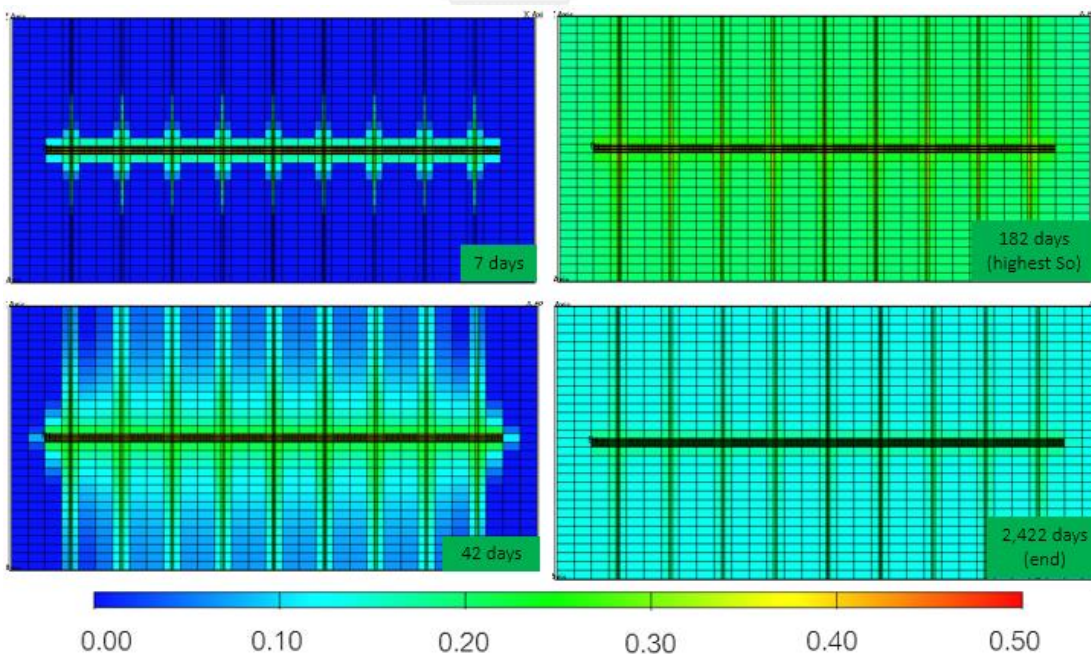 X Axi
7 days
182 days
(highest So)
42 days
2,422 days
(end)
0.00 0.10 0.20 0.30 0.40 0.50